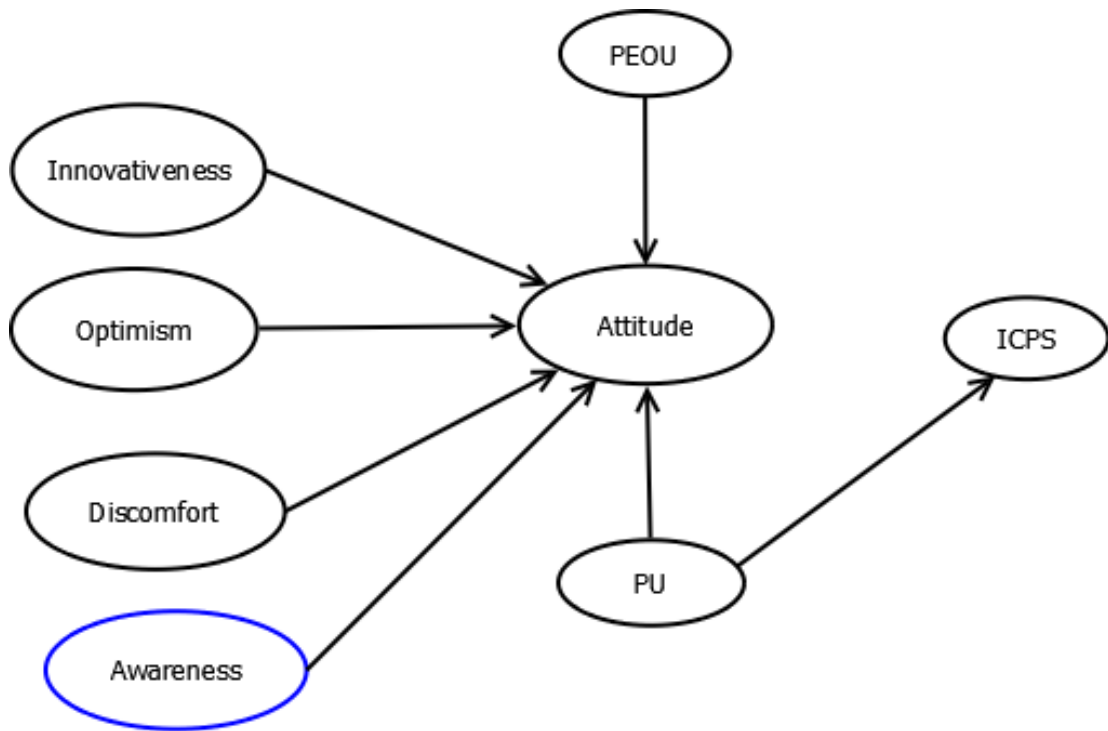 PEOU
Innovativeness
Optimism
Attitude
ICPS
Discomfort
PU
Awareness